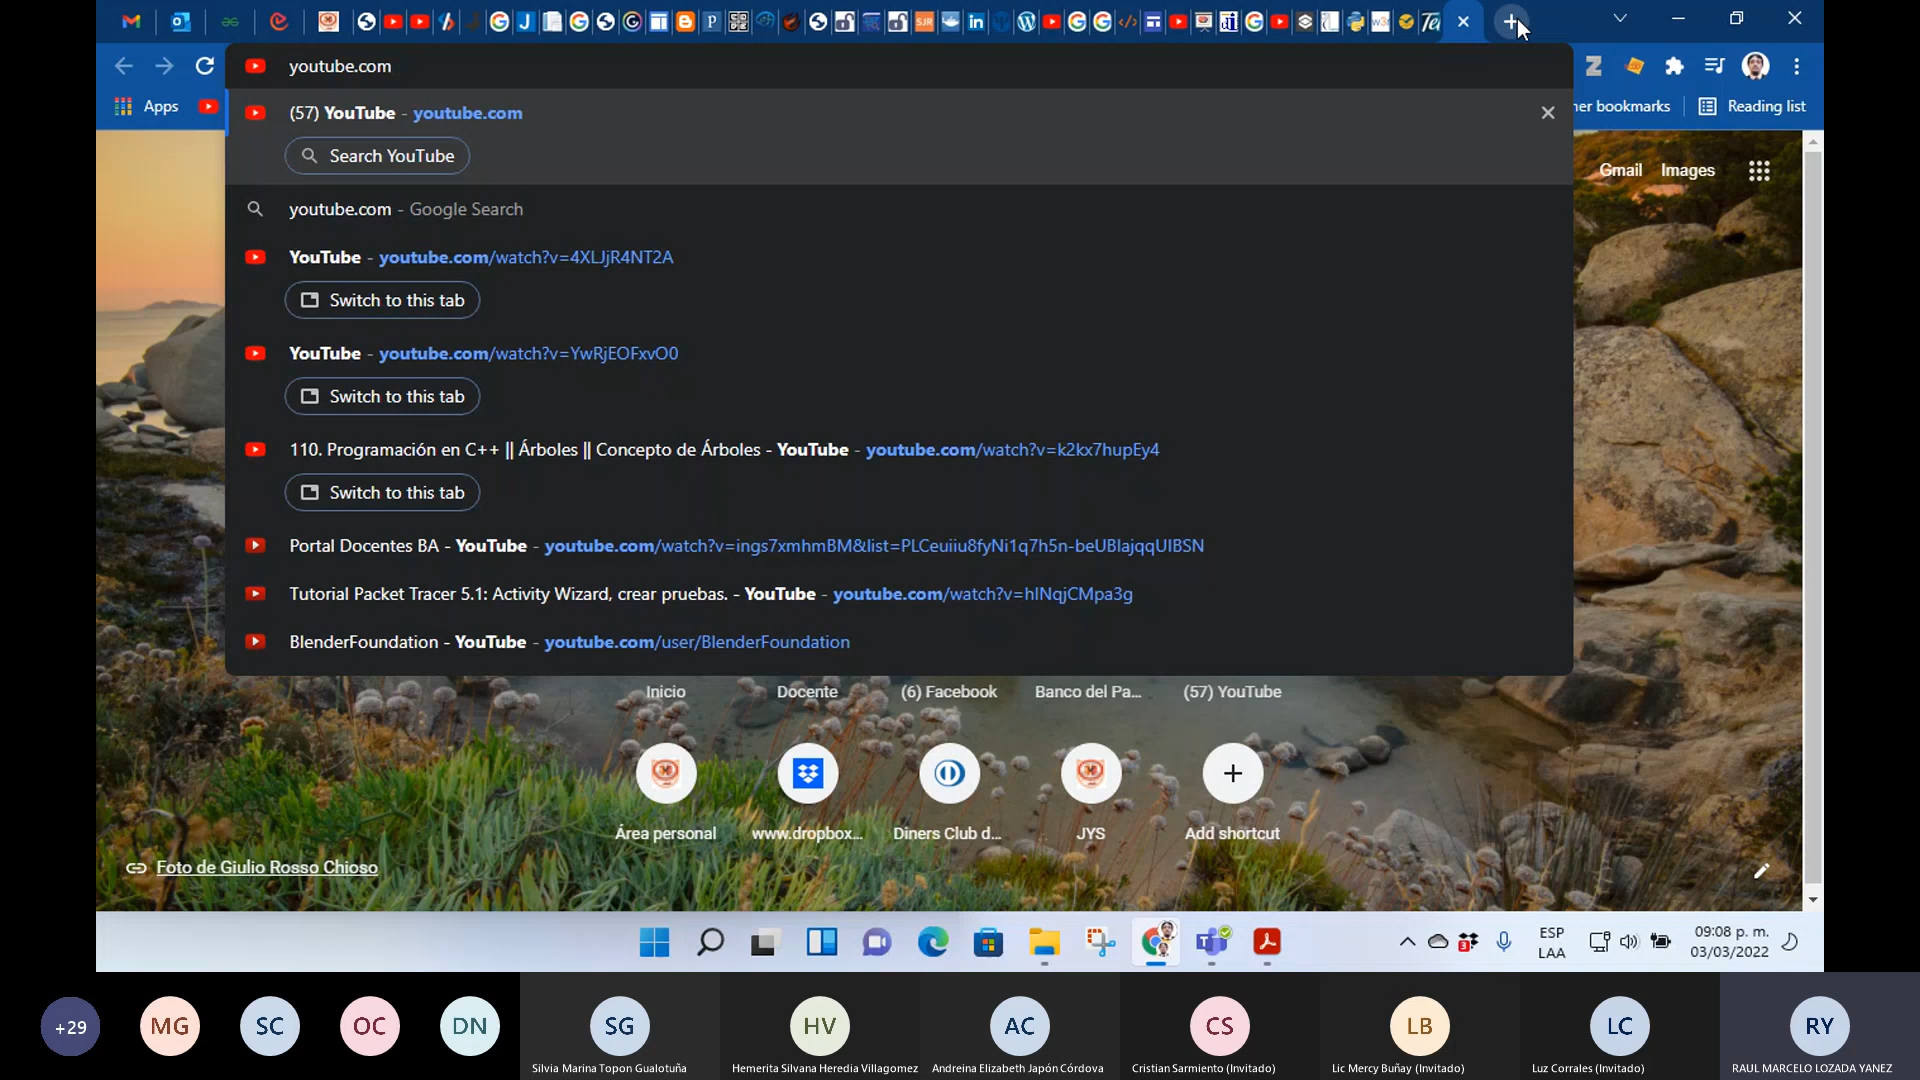 youtube.com
Apps
er bookmarks
Reading list
(57) YouTube - youtube.com
Search YouTube
youtube.com - Google Search
YouTube - youtube.com/watch?v=4XLJjR4NT2A
Switch to this tab
YouTube - youtube.com/watch?v=YwRjEOFxvO0
Switch to this tab
110. Programación en C++ || Árboles || Concepto de Árboles - YouTube - youtube.com/watch?v=k2kx7hupEy4
Switch to this tab
Portal Docentes BA - YouTube - youtube.com/watch?v=ings7xmhmBM&list=PLCeuiiu8fyNi1q7h5n-beUBlajqqUIBSN
Tutorial Packet Tracer 5.1: Activity Wizard, crear pruebas. - YouTube - youtube.com/watch?v=hlNqjCMpa3g
BlenderFoundation - YouTube - youtube.com/user/BlenderFoundation
Gmail Images
Inicio Docente (6) Facebook Banco del Pa... (57) YouTube
Área personal www.dropbox... Diners Club d... JYS Add shortcut
Foto de Giulio Rosso Chioso
ESP
LAA
09:08 p. m.
03/03/2022
+29 MG SC OC DN SG HV AC CS LB LC RY
Silvia Marina Topon Gualotuña
Hemerita Silvana Heredia Villagomez
Andreina Elizabeth Japón Córdova
Cristian Sarmiento (Invitado)
Lic Mercy Buñay (Invitado)
Luz Corrales (Invitado)
RAUL MARCELO LOZADA YANEZ